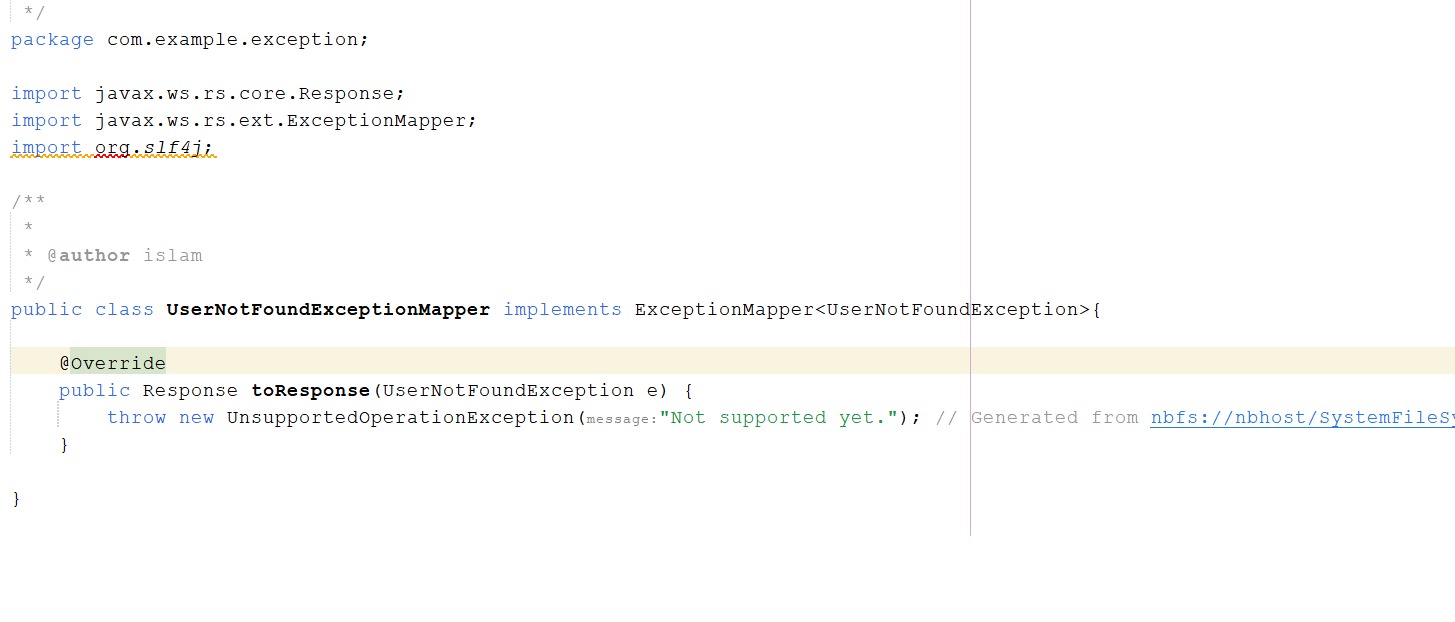 */
package com.example.exception;
import javax.ws.rs.core.Response;
import javax.ws.rs.ext.ExceptionMapper;
import org.slf4j;
/**
*
* @author islam
*/
public class UserNotFoundExceptionMapper implements ExceptionMapper<UserNotFoundException>{
@Override
public Response toResponse(UserNotFoundException e) {
throw new UnsupportedOperationException(message:"Not supported yet."); // Generated from nbfs://nbhost/SystemFileSy
}
}